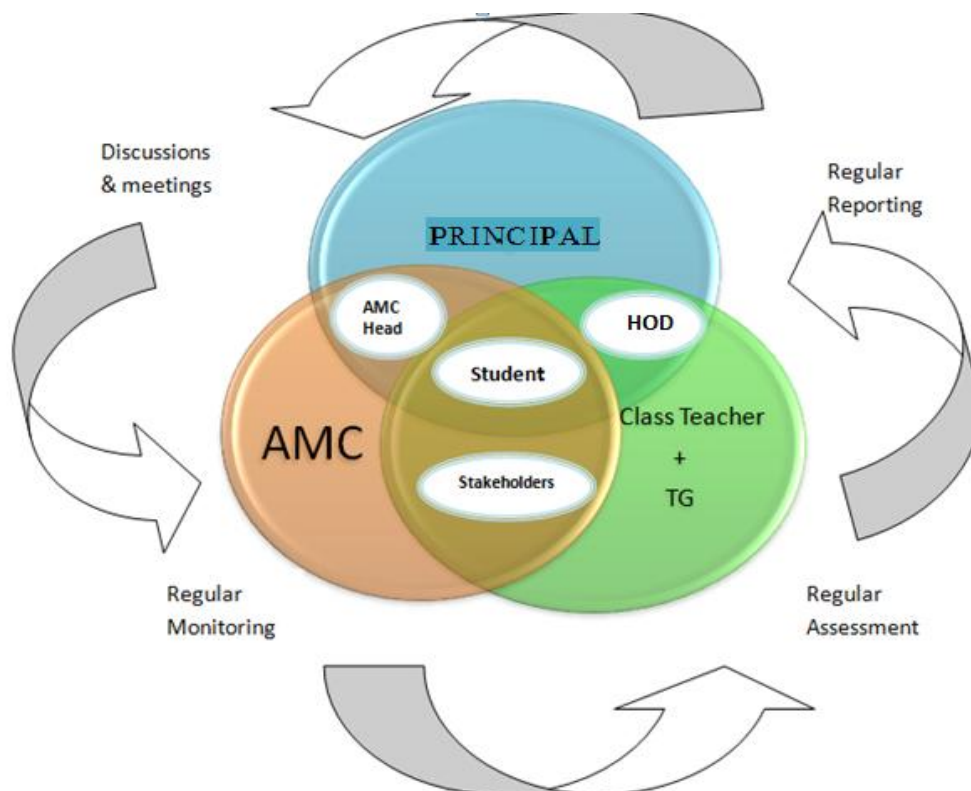 Discussions
& meetings
Regular
Reporting
PRINCIPAL
AMC
Head
HOD
Student
AMC
Class Teacher
+
TG
Stakeholders
Regular
Monitoring
Regular
Assessment